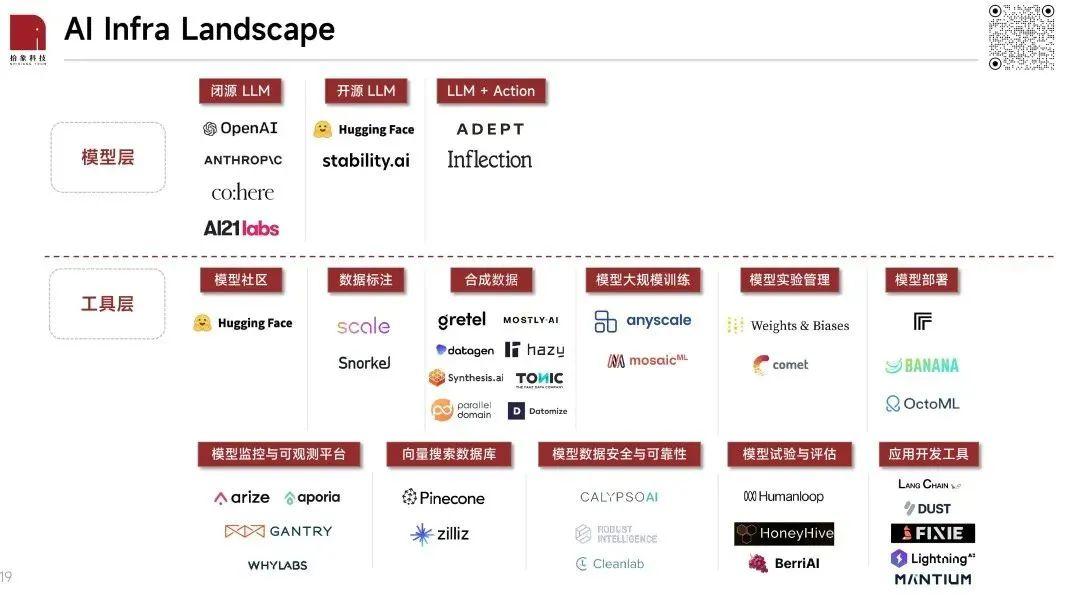 AI Infra Landscape
拾象科技
闭源 LLM
开源 LLM
LLM + Action
模型层
OpenAI
Hugging Face
ADEPT
ANTHROP\C
stability.ai
Inflection
co:here
AI21labs
模型社区
数据标注
合成数据
模型大规模训练
模型实验管理
模型部署
工具层
Hugging Face
scale
Snorkel
gretel
MOSTLY·AI
datagen
hazy
Synthesis.ai
TONIC
THE FAKE DATA COMPANY
parallel
domain
D
Datomize
anyscale
mosaicML
Weights & Biases
comet
BANANA
OctoML
模型监控与可观测平台
向量搜索数据库
模型数据安全与可靠性
模型试验与评估
应用开发工具
arize
aporia
GANTRY
WHYLABS
Pinecone
zilliz
CALYPSOAI
ROBUST
INTELLIGENCE
Cleanlab
Humanloop
HoneyHive
BerriAI
LANG CHAIN
DUST
FIXIE
Lightning AI
MANTIUM
19